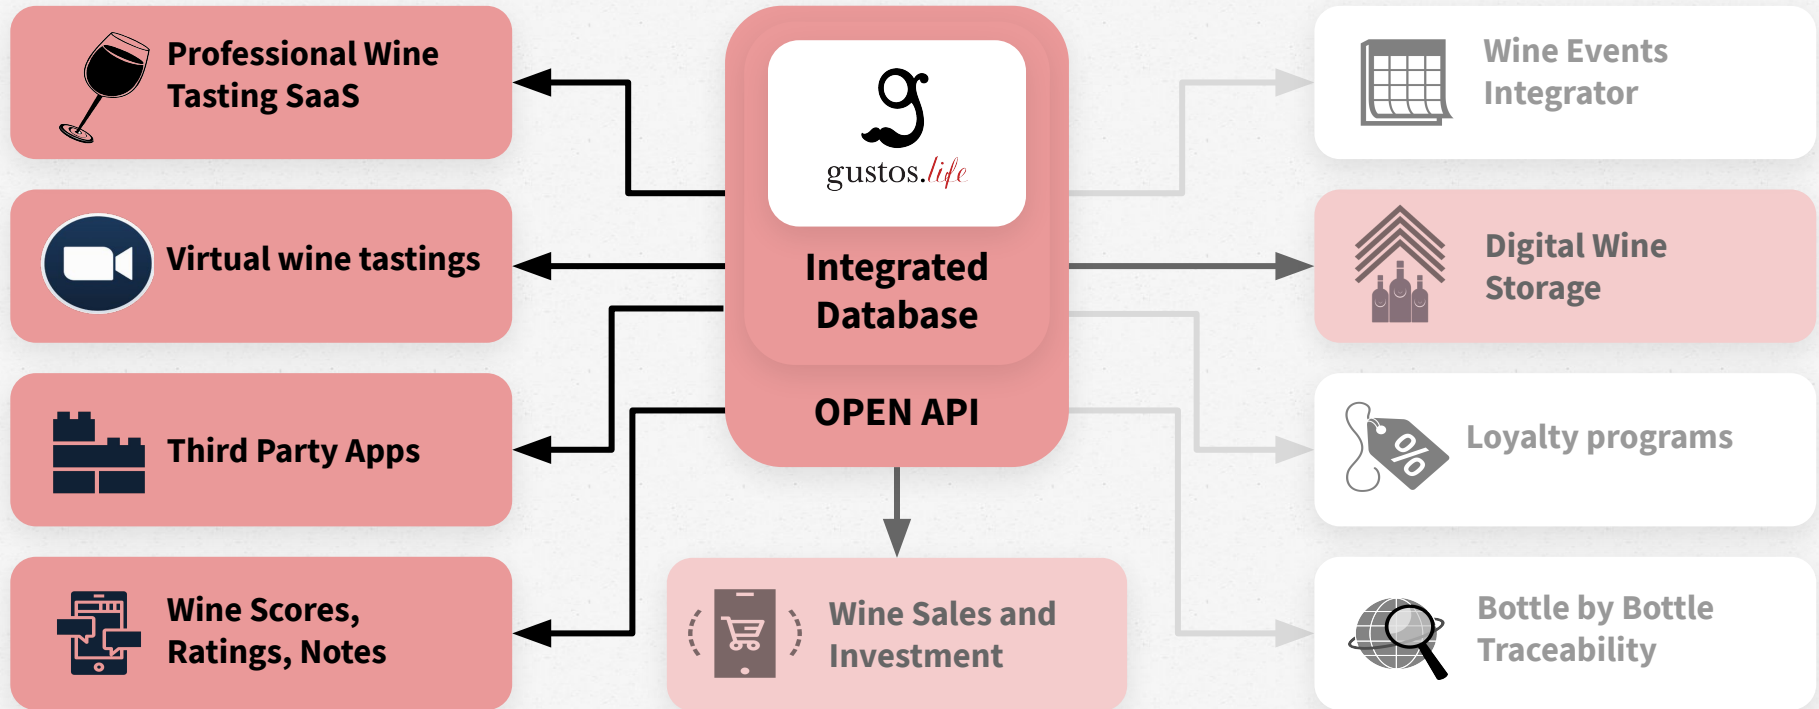 Professional Wine
Tasting SaaS
Virtual wine tastings
Third Party Apps
Wine Scores,
Ratings, Notes
gustos.life
Integrated
Database
OPEN API
Wine Sales and
Investment
Wine Events
Integrator
Digital Wine
Storage
%
Loyalty programs
Bottle by Bottle
Traceability